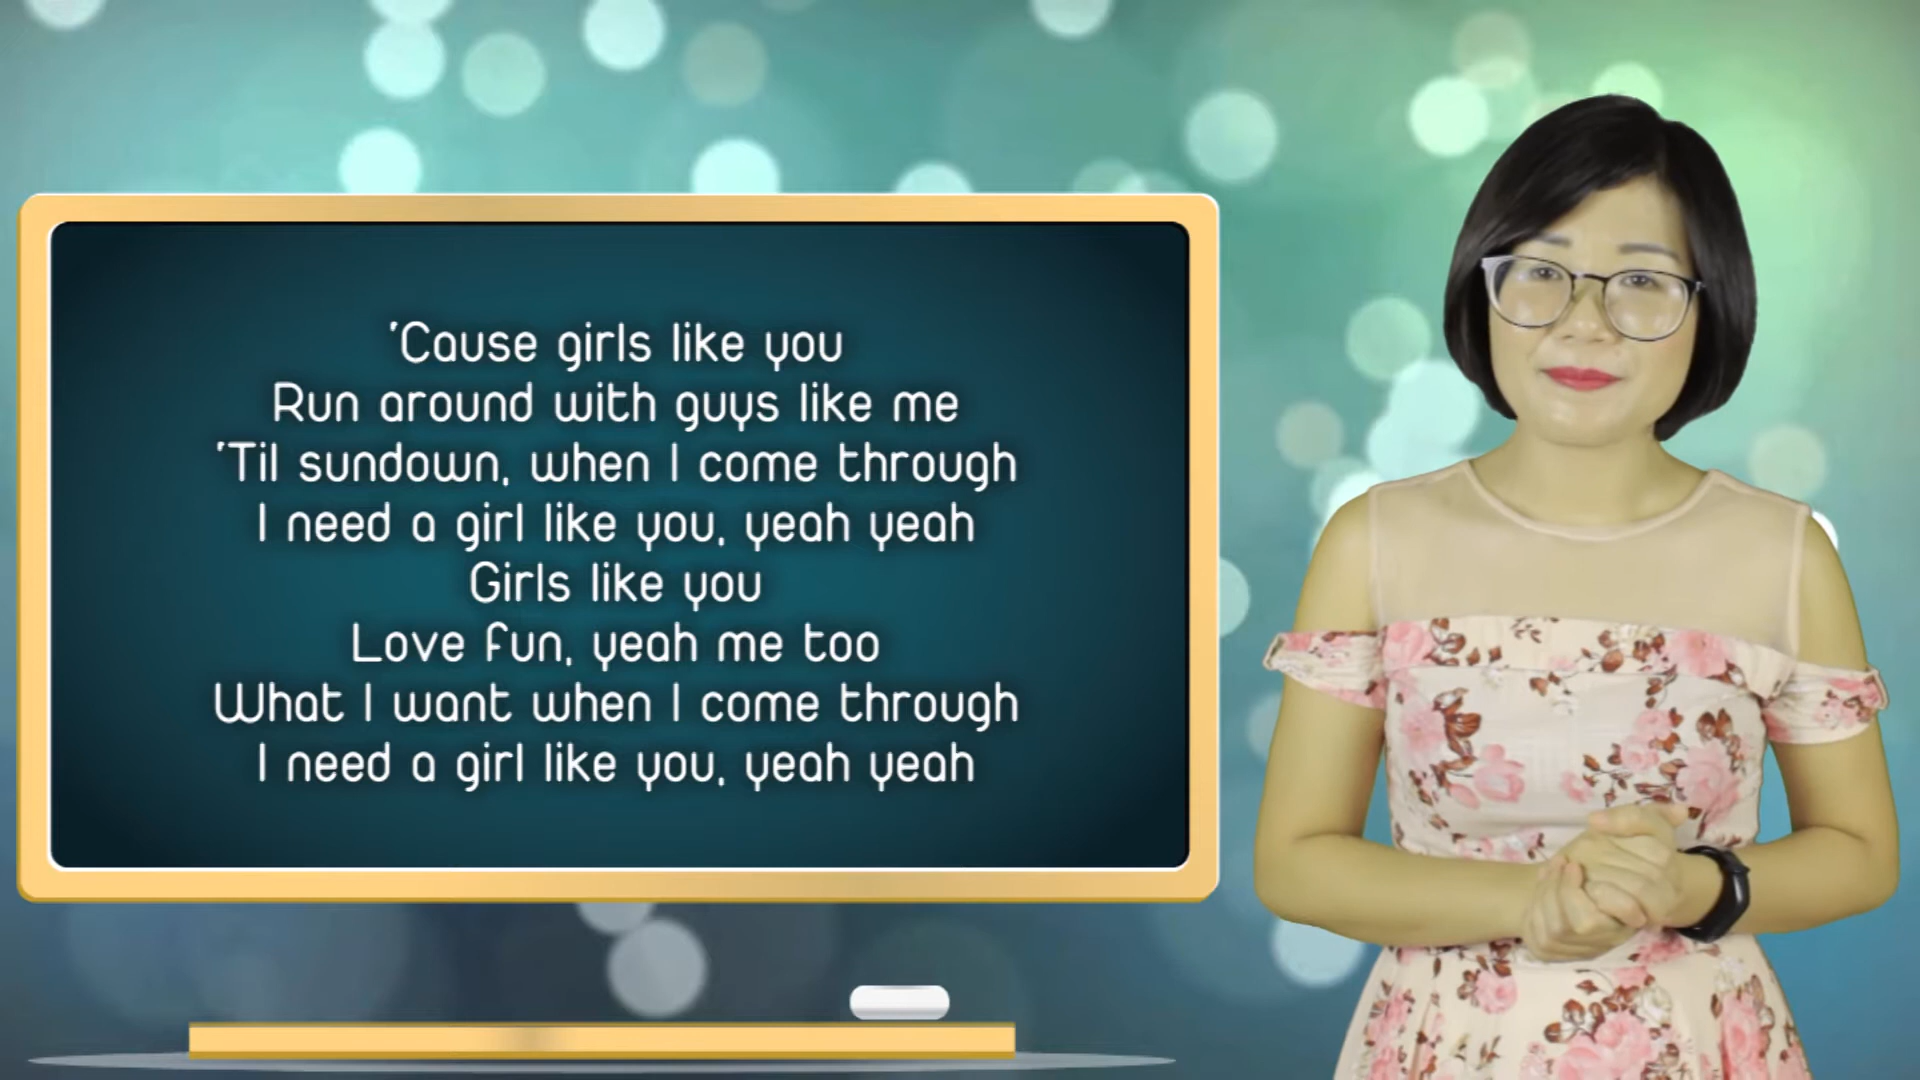 'Cause girls like you
Run around with guys like me
'Til sundown, when I come through
I need a girl like you, yeah yeah
Girls like you
Love fun, yeah me too
What I want when I come through
I need a girl like you, yeah yeah